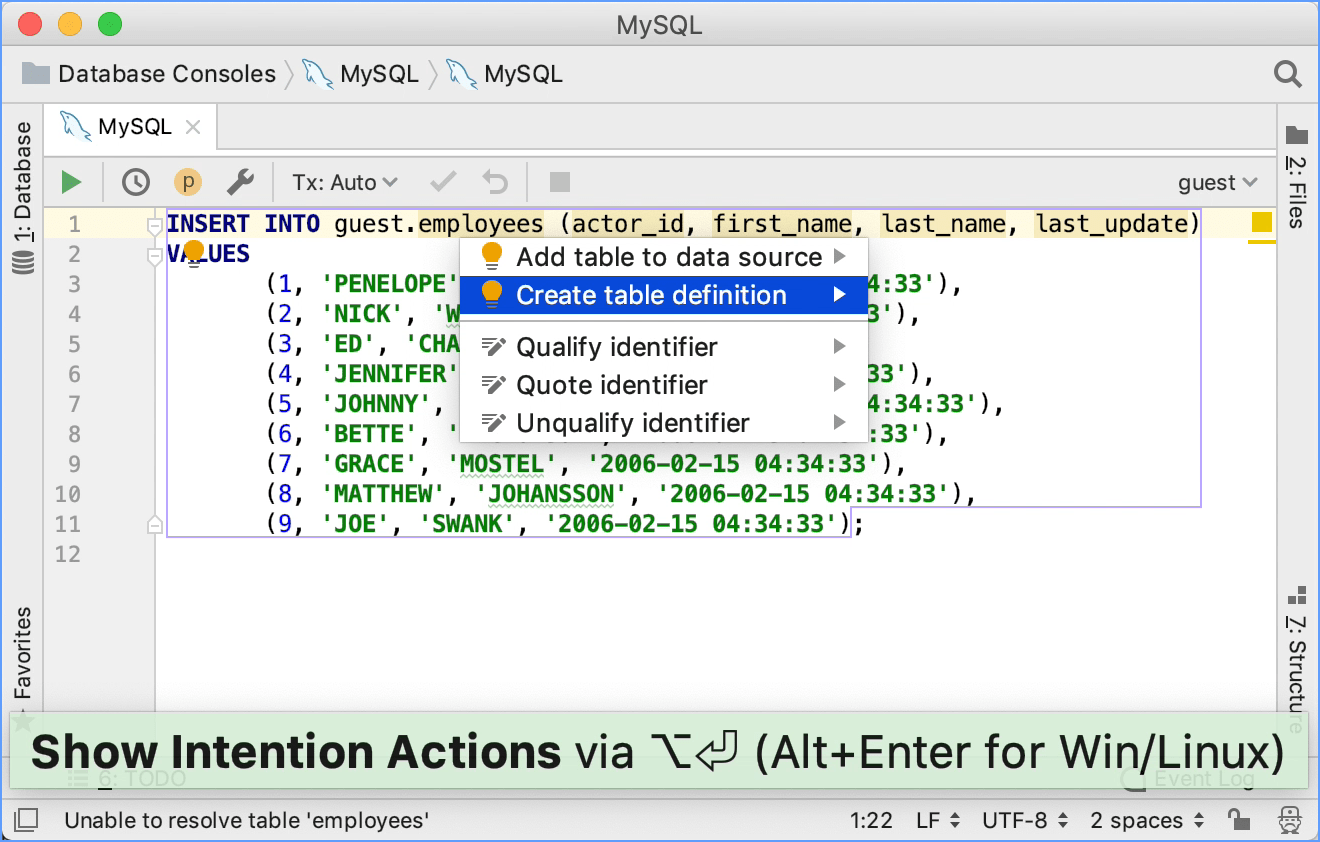 MySQL
Database Consoles MySQL MySQL
MySQL
1: Database
2: Files
p Tx: Auto guest
1 INSERT INTO guest.employees (actor_id, first_name, last_name, last_update)
2 VALUES
3 (1, 'PENELOPE' 4:33'),
4 (2, 'NICK', 'W 3'),
5 (3, 'ED', 'CHA
6 (4, 'JENNIFER' 33'),
7 (5, 'JOHNNY', 4:34:33'),
8 (6, 'BETTE', :33'),
9 (7, 'GRACE', 'MOSTEL', '2006-02-15 04:34:33'),
10 (8, 'MATTHEW', 'JOHANSSON', '2006-02-15 04:34:33'),
11 (9, 'JOE', 'SWANK', '2006-02-15 04:34:33');
12
Add table to data source
Create table definition
Qualify identifier
Quote identifier
Unqualify identifier
Favorites
7: Structure
Show Intention Actions via ⌥⏎ (Alt+Enter for Win/Linux)
6: TODO Event Log
Unable to resolve table 'employees' 1:22 LF UTF-8 2 spaces